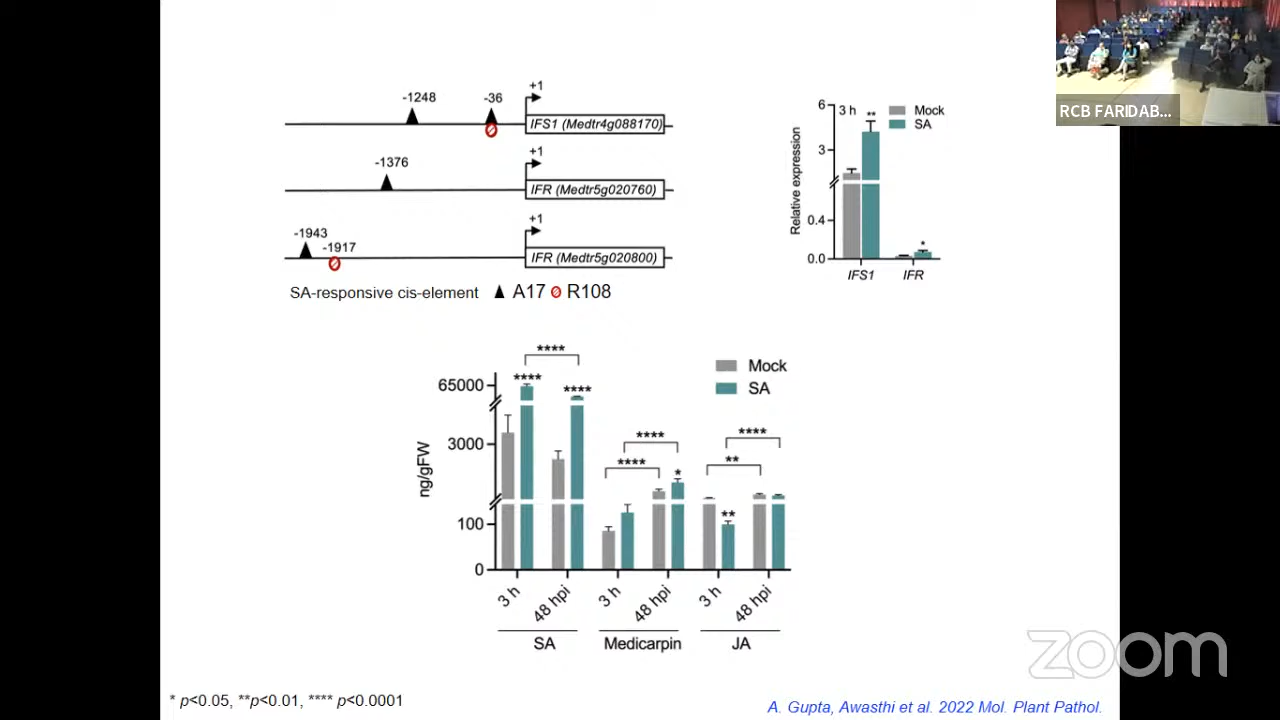 RCB FARIDAB...
-1248
-36
+1
IFS1 (Medtr4g088170)
-1376
+1
IFR (Medtr5g020760)
-1943
-1917
+1
IFR (Medtr5g020800)
SA-responsive cis-element A17 R108
6
3
0.4
0.0
Relative expression
3 h
**
*
Mock
SA
IFS1
IFR
65000
3000
100
0
ng/gFW
****
****
****
****
****
*
**
****
**
Mock
SA
3 h
48 hpi
3 h
48 hpi
3 h
48 hpi
SA
Medicarpin
JA
zoom
* p<0.05, **p<0.01, **** p<0.0001
A. Gupta, Awasthi et al. 2022 Mol. Plant Pathol.